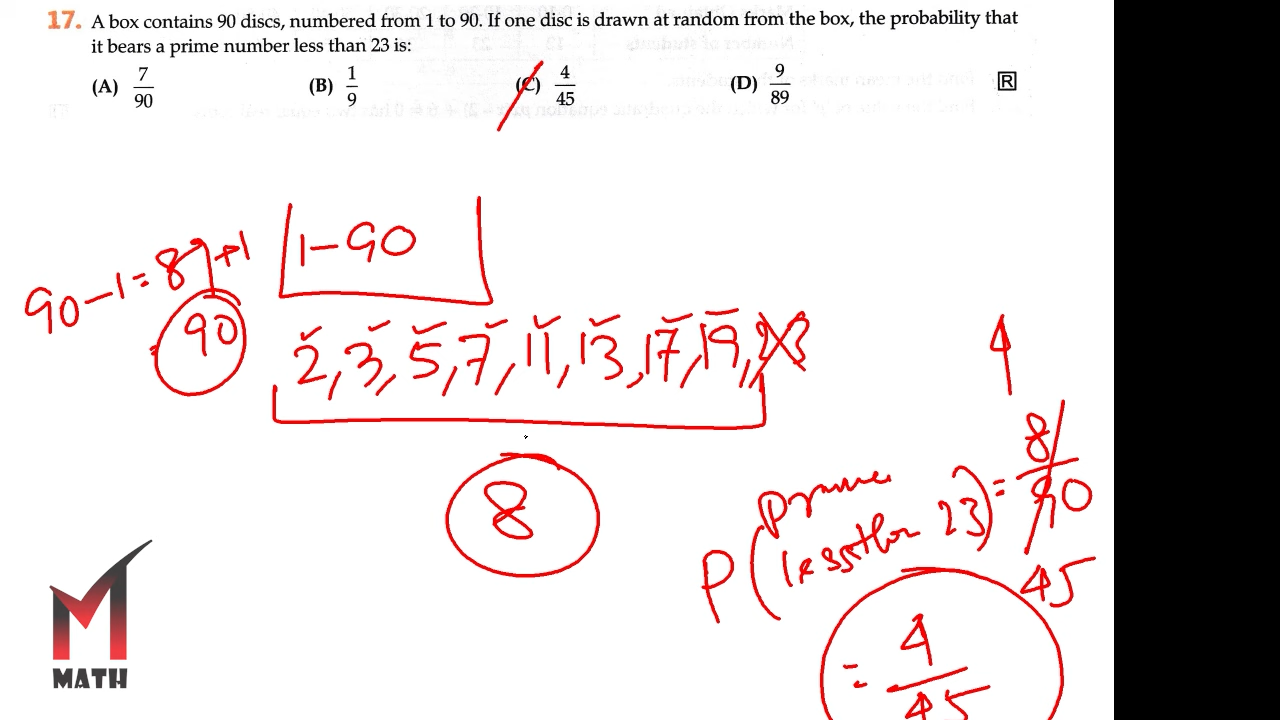 17. A box contains 90 discs, numbered from 1 to 90. If one disc is drawn at random from the box, the probability that
it bears a prime number less than 23 is:
(A) 7/90 (B) 1/9 (C) 4/45 (D) 9/89 R
1-90
90-1=89+1
=90
2, 3, 5, 7, 11, 13, 17, 19, 23
8
P(prime less than 23) = 8/90
4
45
= 4/45
M
MATH